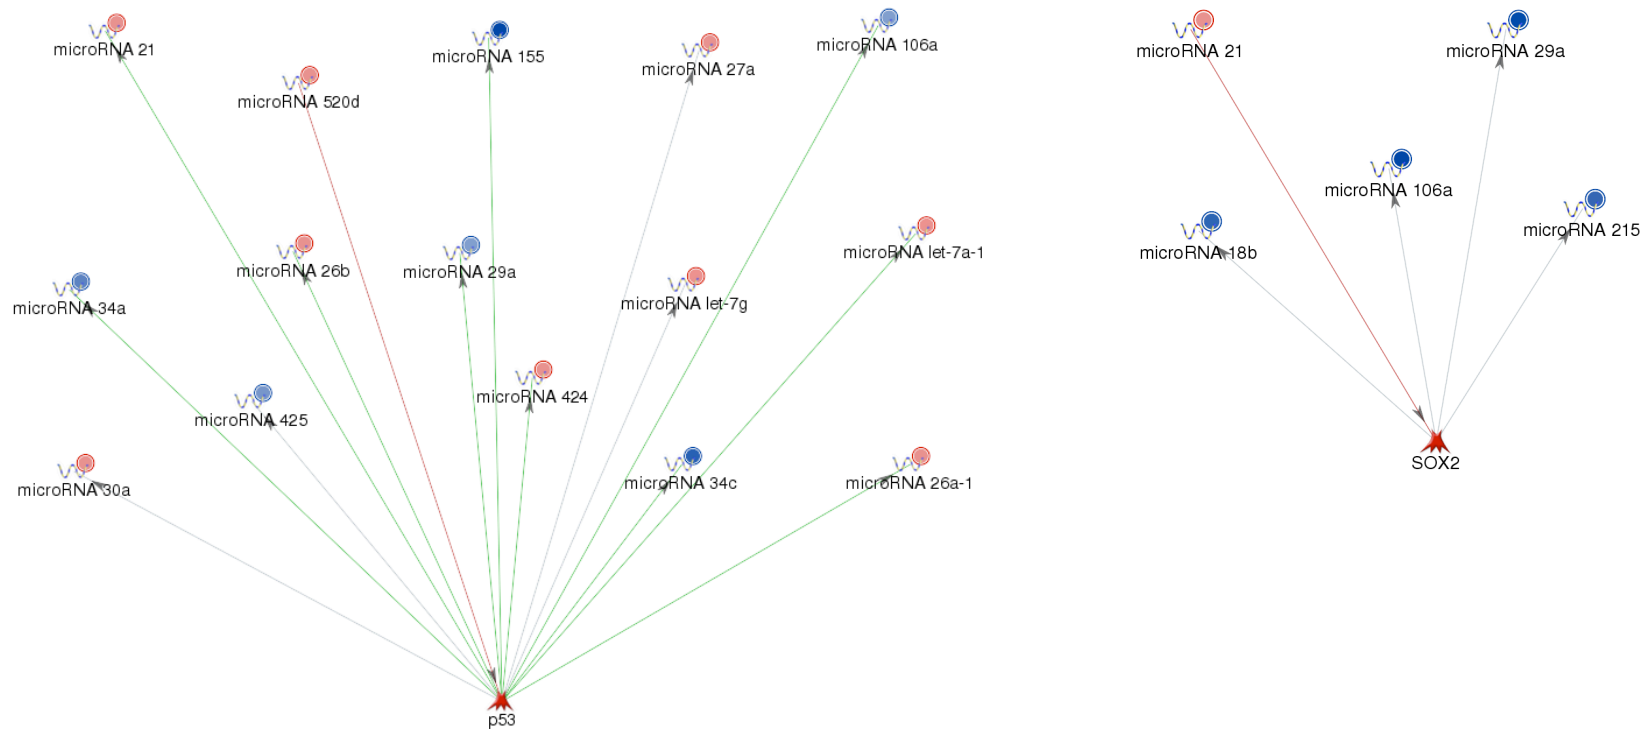 microRNA 21
microRNA 520d
microRNA 155
microRNA 27a
microRNA 106a
microRNA 26b
microRNA 29a
microRNA let-7a-1
microRNA 34a
microRNA let-7g
microRNA 425
microRNA 424
microRNA 30a
microRNA 34c
microRNA 26a-1
p53
microRNA 21
microRNA 29a
microRNA 106a
microRNA 215
microRNA 18b
SOX2